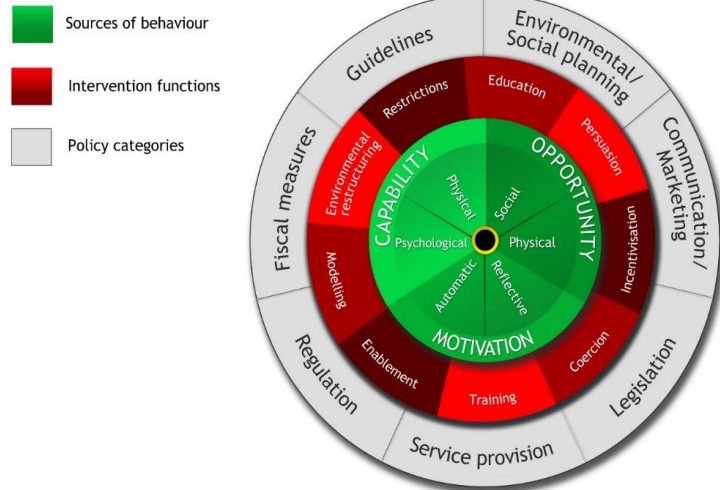 Sources of behaviour
Intervention functions
Policy categories
Guidelines
Environmental/
Social planning
Communication/
Marketing
Legislation
Service provision
Regulation
Fiscal measures
Restrictions
Education
Persuasion
Incentivisation
Coercion
Training
Enablement
Modelling
Environmental
restructuring
CAPABILITY
OPPORTUNITY
MOTIVATION
Physical
Social
Psychological
Physical
Automatic
Reflective